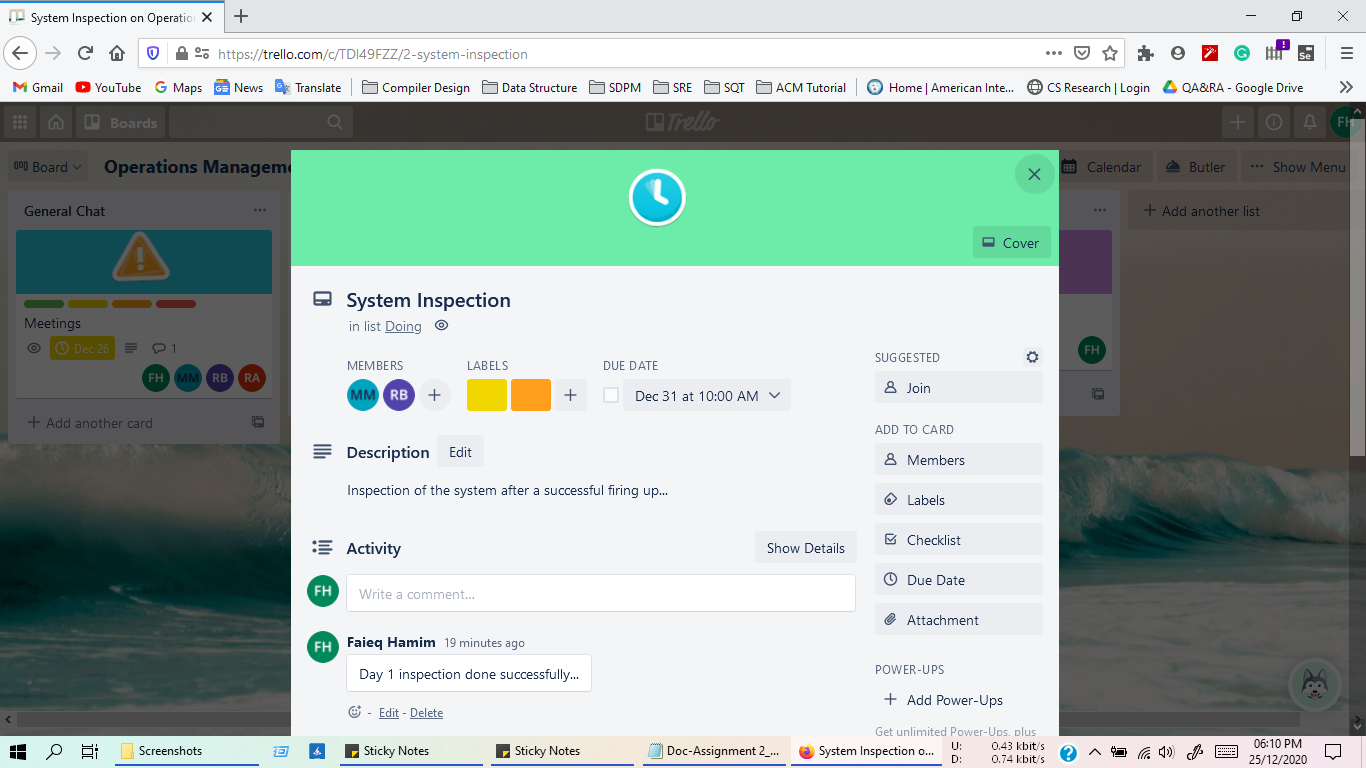 System Inspection on Operatio
https://trello.com/c/TDl49FZZ/2-system-inspection
Gmail YouTube Maps News Translate Compiler Design Data Structure SDPM SRE SQT ACM Tutorial Home | American Inte... CS Research | Login QA&RA - Google Drive
Boards Trello FH
Board Operations Manageme Calendar Butler Show Menu
General Chat
Add another list
Cover
System Inspection
in list Doing
Meetings
Dec 26 1
FH MM RB RA
FH
Add another card
MEMBERS LABELS DUE DATE
MM RB
Dec 31 at 10:00 AM
SUGGESTED
Join
ADD TO CARD
Members
Labels
Checklist
Due Date
Attachment
POWER-UPS
Add Power-Ups
Get unlimited Power-Ups, plus
Description Edit
Inspection of the system after a successful firing up...
Activity Show Details
FH Write a comment...
FH Faieq Hamim 19 minutes ago
Day 1 inspection done successfully...
- Edit - Delete
Screenshots Sticky Notes Sticky Notes Doc-Assignment 2_... System Inspection o...
U: 0.43 kbit/s
D: 0.74 kbit/s
06:10 PM
25/12/2020